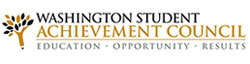 WASHINGTON STUDENT
ACHIEVEMENT COUNCIL
EDUCATION · OPPORTUNITY · RESULTS